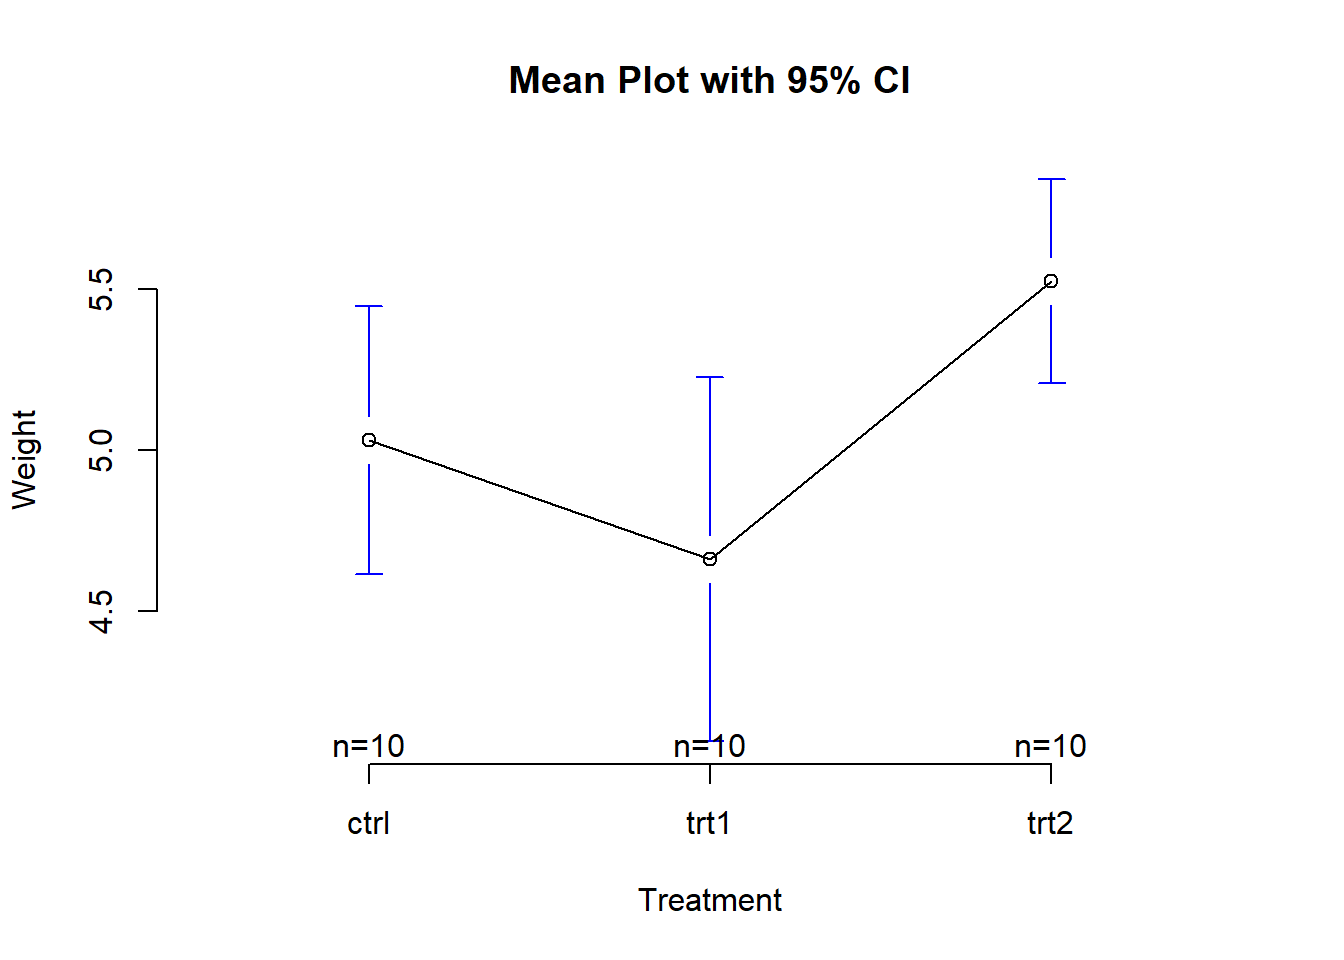 Mean Plot with 95% CI
Weight
5.5
5.0
4.5
n=10 n=10 n=10
ctrl trt1 trt2
Treatment